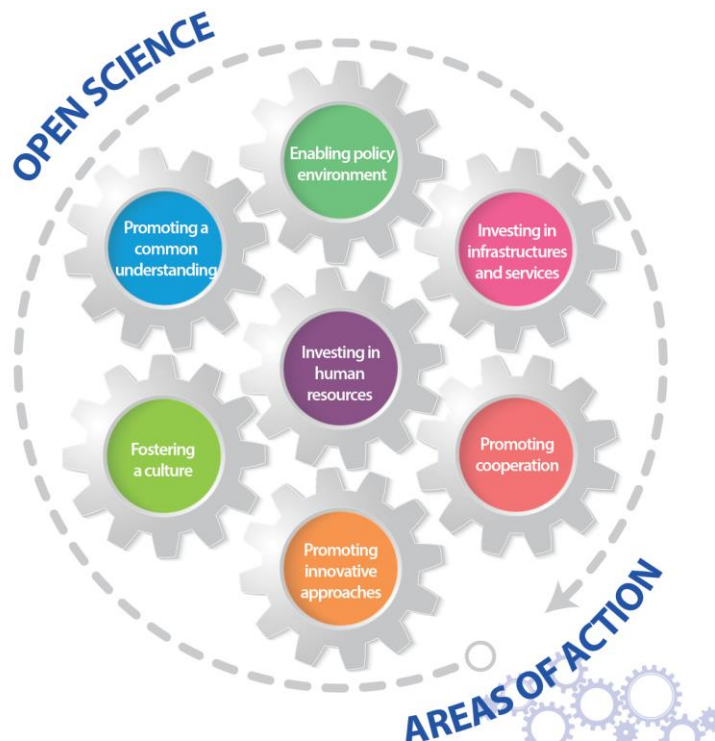 OPEN SCIENCE
Enabling policy
environment
Promoting a
common
understanding
Investing in
infrastructures
and services
Investing in
human
resources
Fostering
a culture
Promoting
cooperation
Promoting
innovative
approaches
AREAS OF ACTION